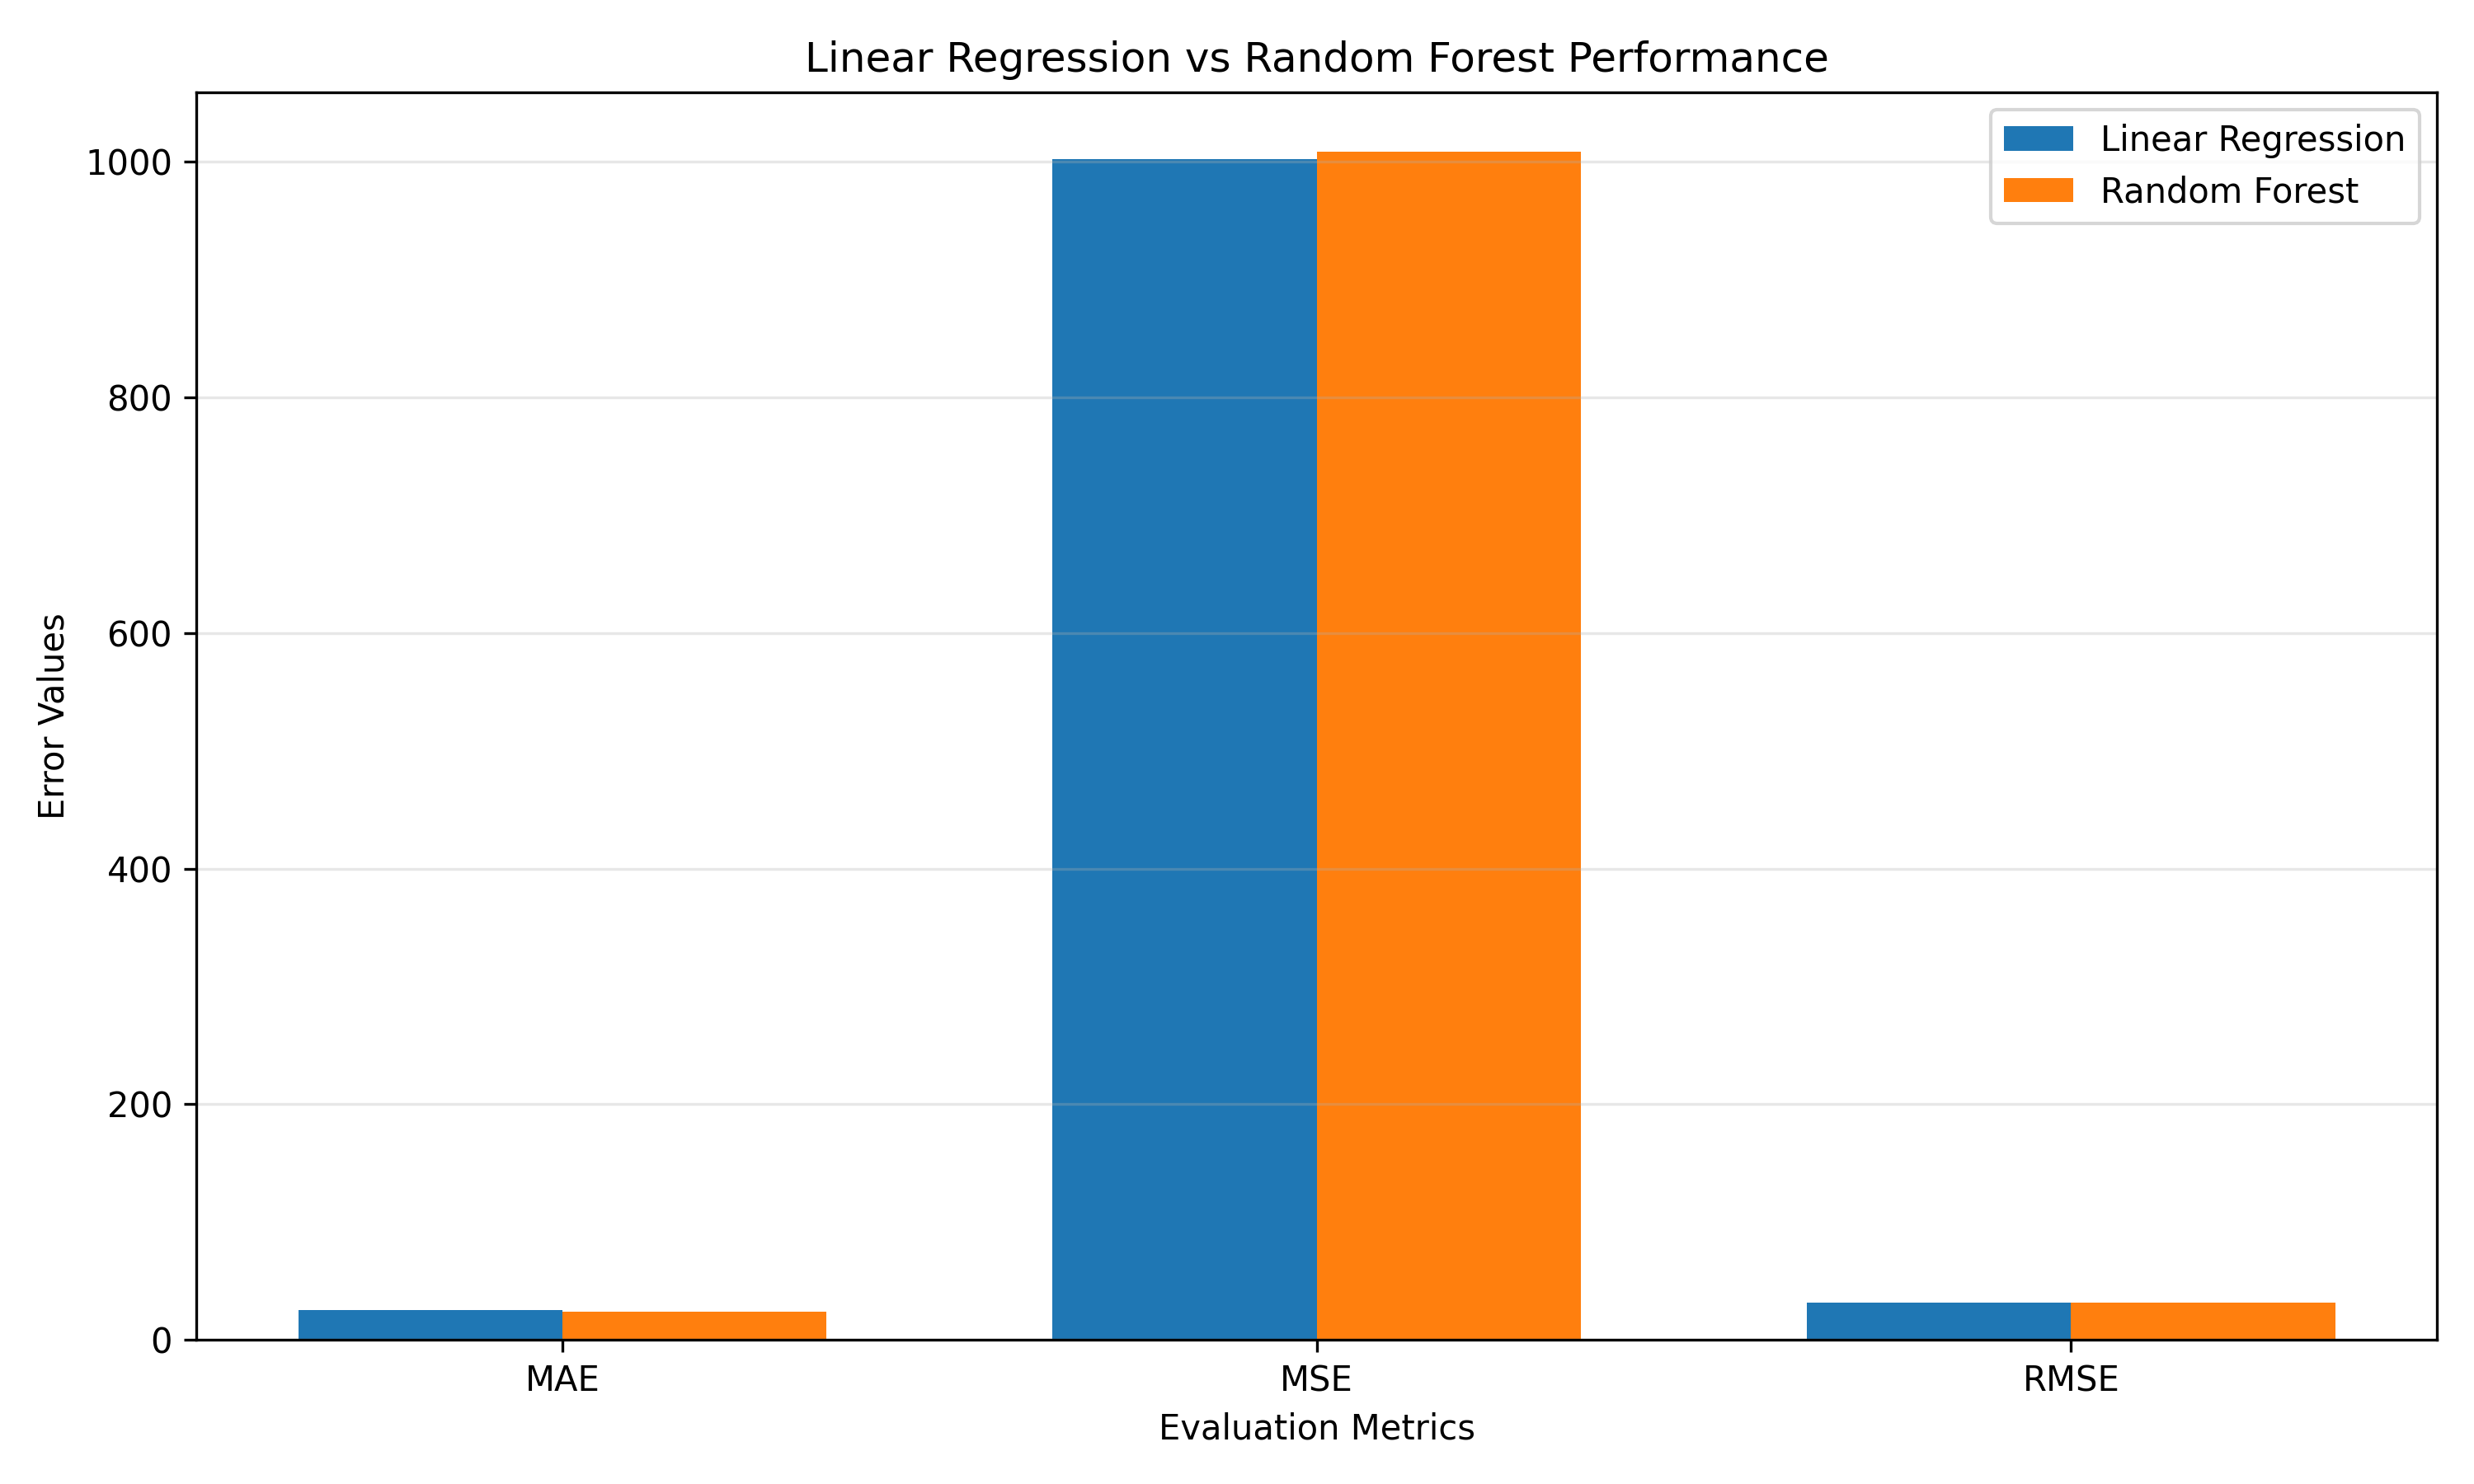 Linear Regression vs Random Forest Performance
Linear Regression
Random Forest
1000
800
600
400
200
0
Error Values
MAE
MSE
RMSE
Evaluation Metrics